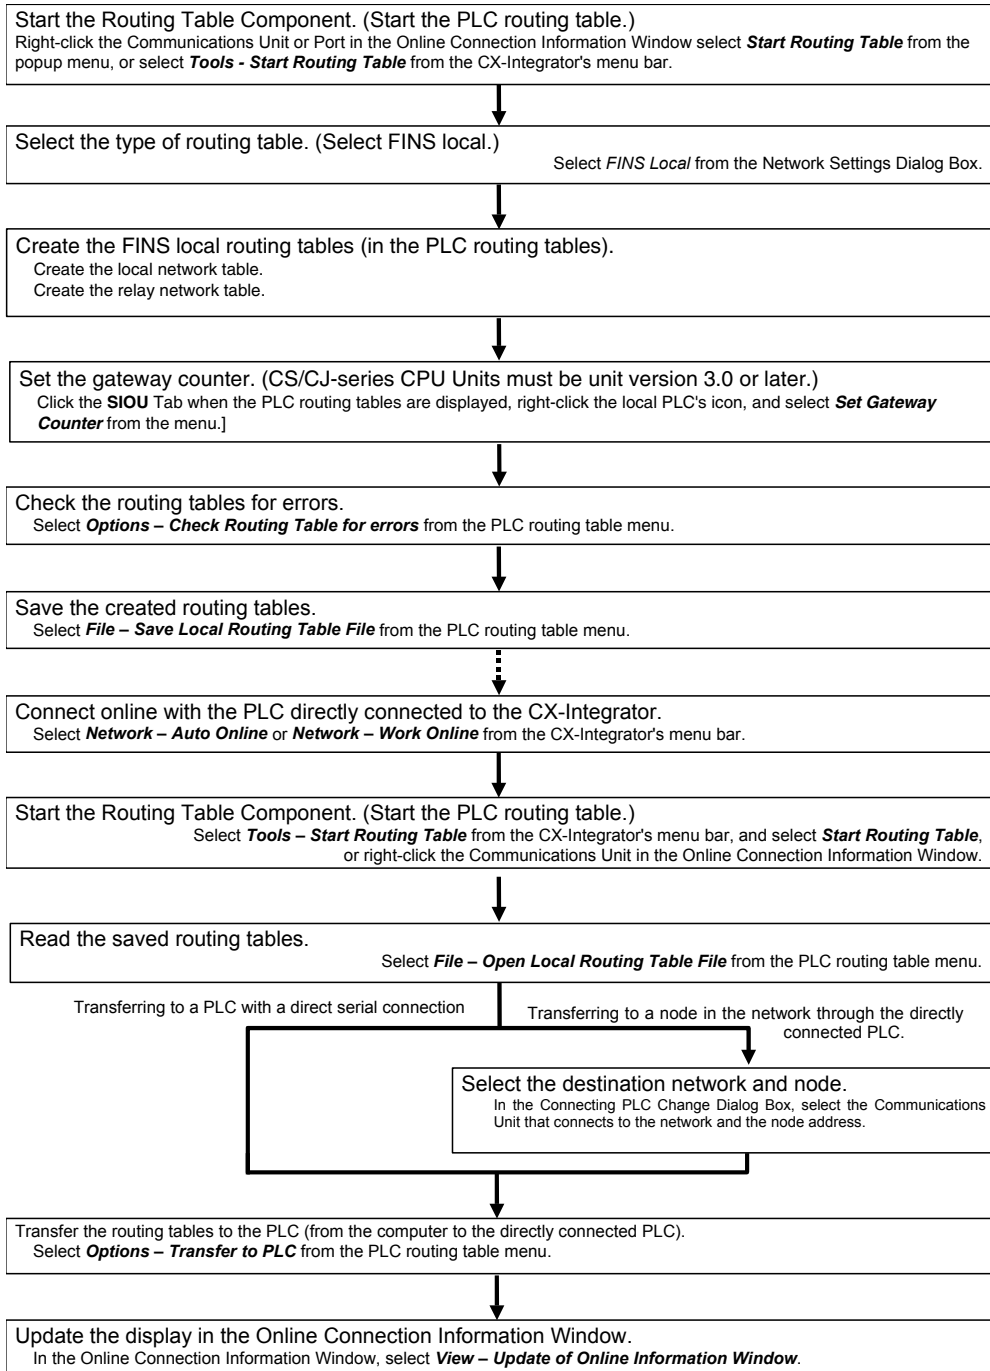 Start the Routing Table Component. (Start the PLC routing table.)
Right-click the Communications Unit or Port in the Online Connection Information Window select Start Routing Table from the
popup menu, or select Tools - Start Routing Table from the CX-Integrator's menu bar.
Select the type of routing table. (Select FINS local.)
Select FINS Local from the Network Settings Dialog Box.
Create the FINS local routing tables (in the PLC routing tables).
Create the local network table.
Create the relay network table.
Set the gateway counter. (CS/CJ-series CPU Units must be unit version 3.0 or later.)
Click the SIOU Tab when the PLC routing tables are displayed, right-click the local PLC's icon, and select Set Gateway
Counter from the menu.]
Check the routing tables for errors.
Select Options – Check Routing Table for errors from the PLC routing table menu.
Save the created routing tables.
Select File – Save Local Routing Table File from the PLC routing table menu.
Connect online with the PLC directly connected to the CX-Integrator.
Select Network – Auto Online or Network – Work Online from the CX-Integrator's menu bar.
Start the Routing Table Component. (Start the PLC routing table.)
Select Tools – Start Routing Table from the CX-Integrator's menu bar, and select Start Routing Table,
or right-click the Communications Unit in the Online Connection Information Window.
Read the saved routing tables.
Select File – Open Local Routing Table File from the PLC routing table menu.
Transferring to a PLC with a direct serial connection
Transferring to a node in the network through the directly
connected PLC.
Select the destination network and node.
In the Connecting PLC Change Dialog Box, select the Communications
Unit that connects to the network and the node address.
Transfer the routing tables to the PLC (from the computer to the directly connected PLC).
Select Options – Transfer to PLC from the PLC routing table menu.
Update the display in the Online Connection Information Window.
In the Online Connection Information Window, select View – Update of Online Information Window.